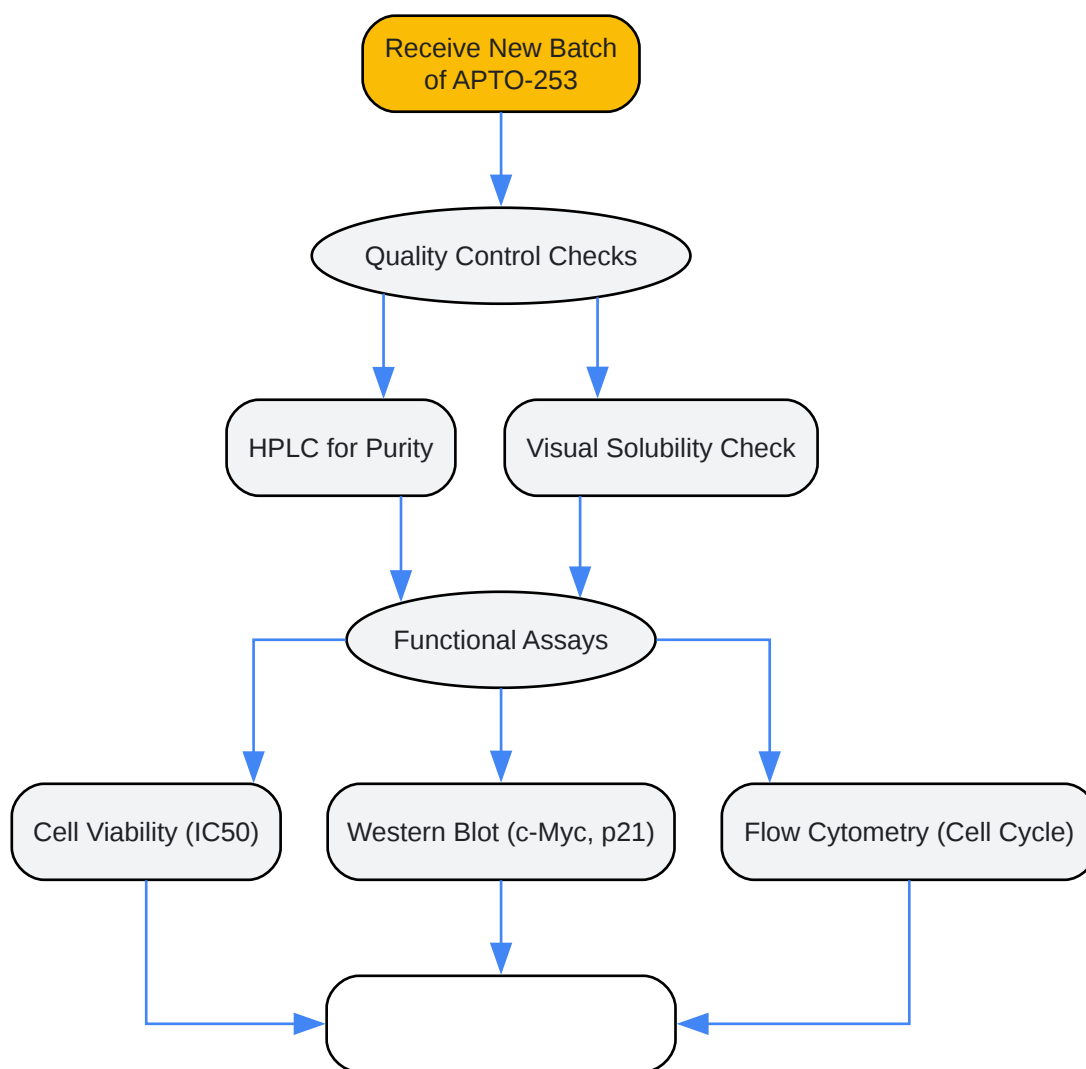 Receive New Batch
of APTO-253
Quality Control Checks
HPLC for Purity
Visual Solubility Check
Functional Assays
Cell Viability (IC50)
Western Blot (c-Myc, p21)
Flow Cytometry (Cell Cycle)